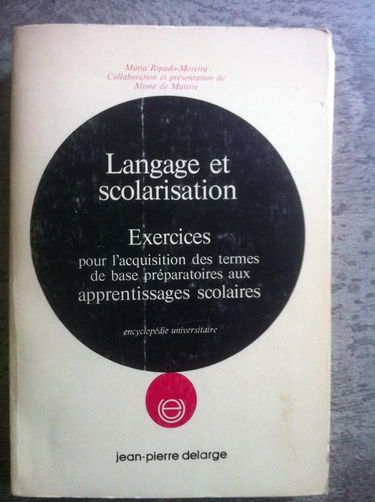 Maria Ripado-Moreira
Collaboration et présentation de
Marie de Maistre
Langage et
scolarisation
Exercices
pour l'acquisition des termes
de base préparatoires aux
apprentissages scolaires
encyclopédie universitaire
jean-pierre delarge